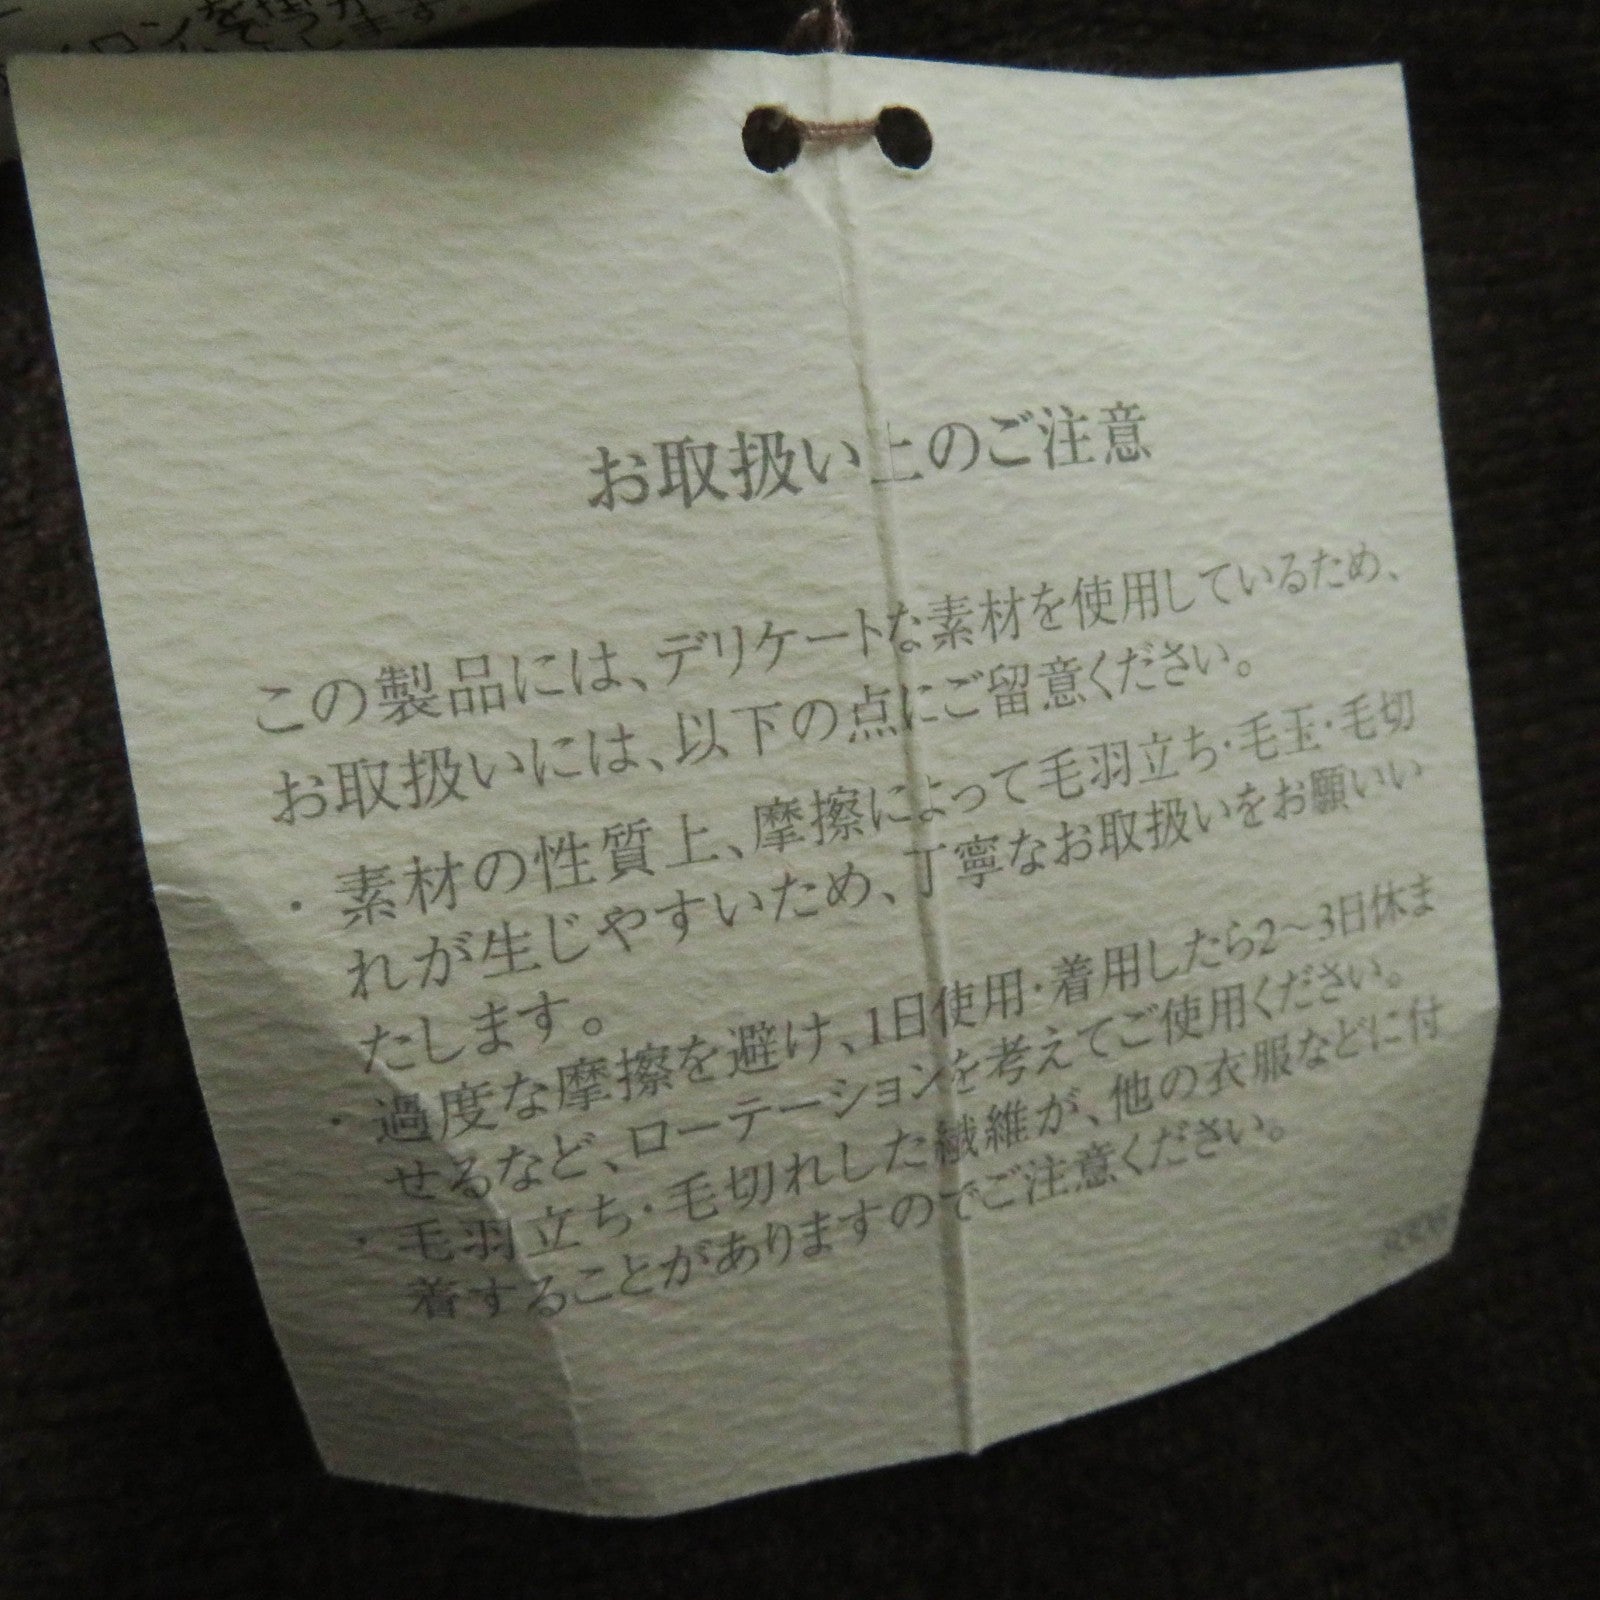 イロンを掛か
します。
お取扱い上のご注意
この製品には、デリケートな素材を使用しているため、
お取扱いには、以下の点にご留意ください。
・素材の性質上、摩擦によって毛羽立ち・毛玉・毛切
れが生じやすいため、丁寧なお取扱いをお願いい
たします。
・過度な摩擦を避け、1日使用・着用したら2～3日休ま
せるなど、ローテーションを考えてご使用ください。
・毛羽立ち・毛切れした繊維が、他の衣服などに付
着することがありますのでご注意ください。